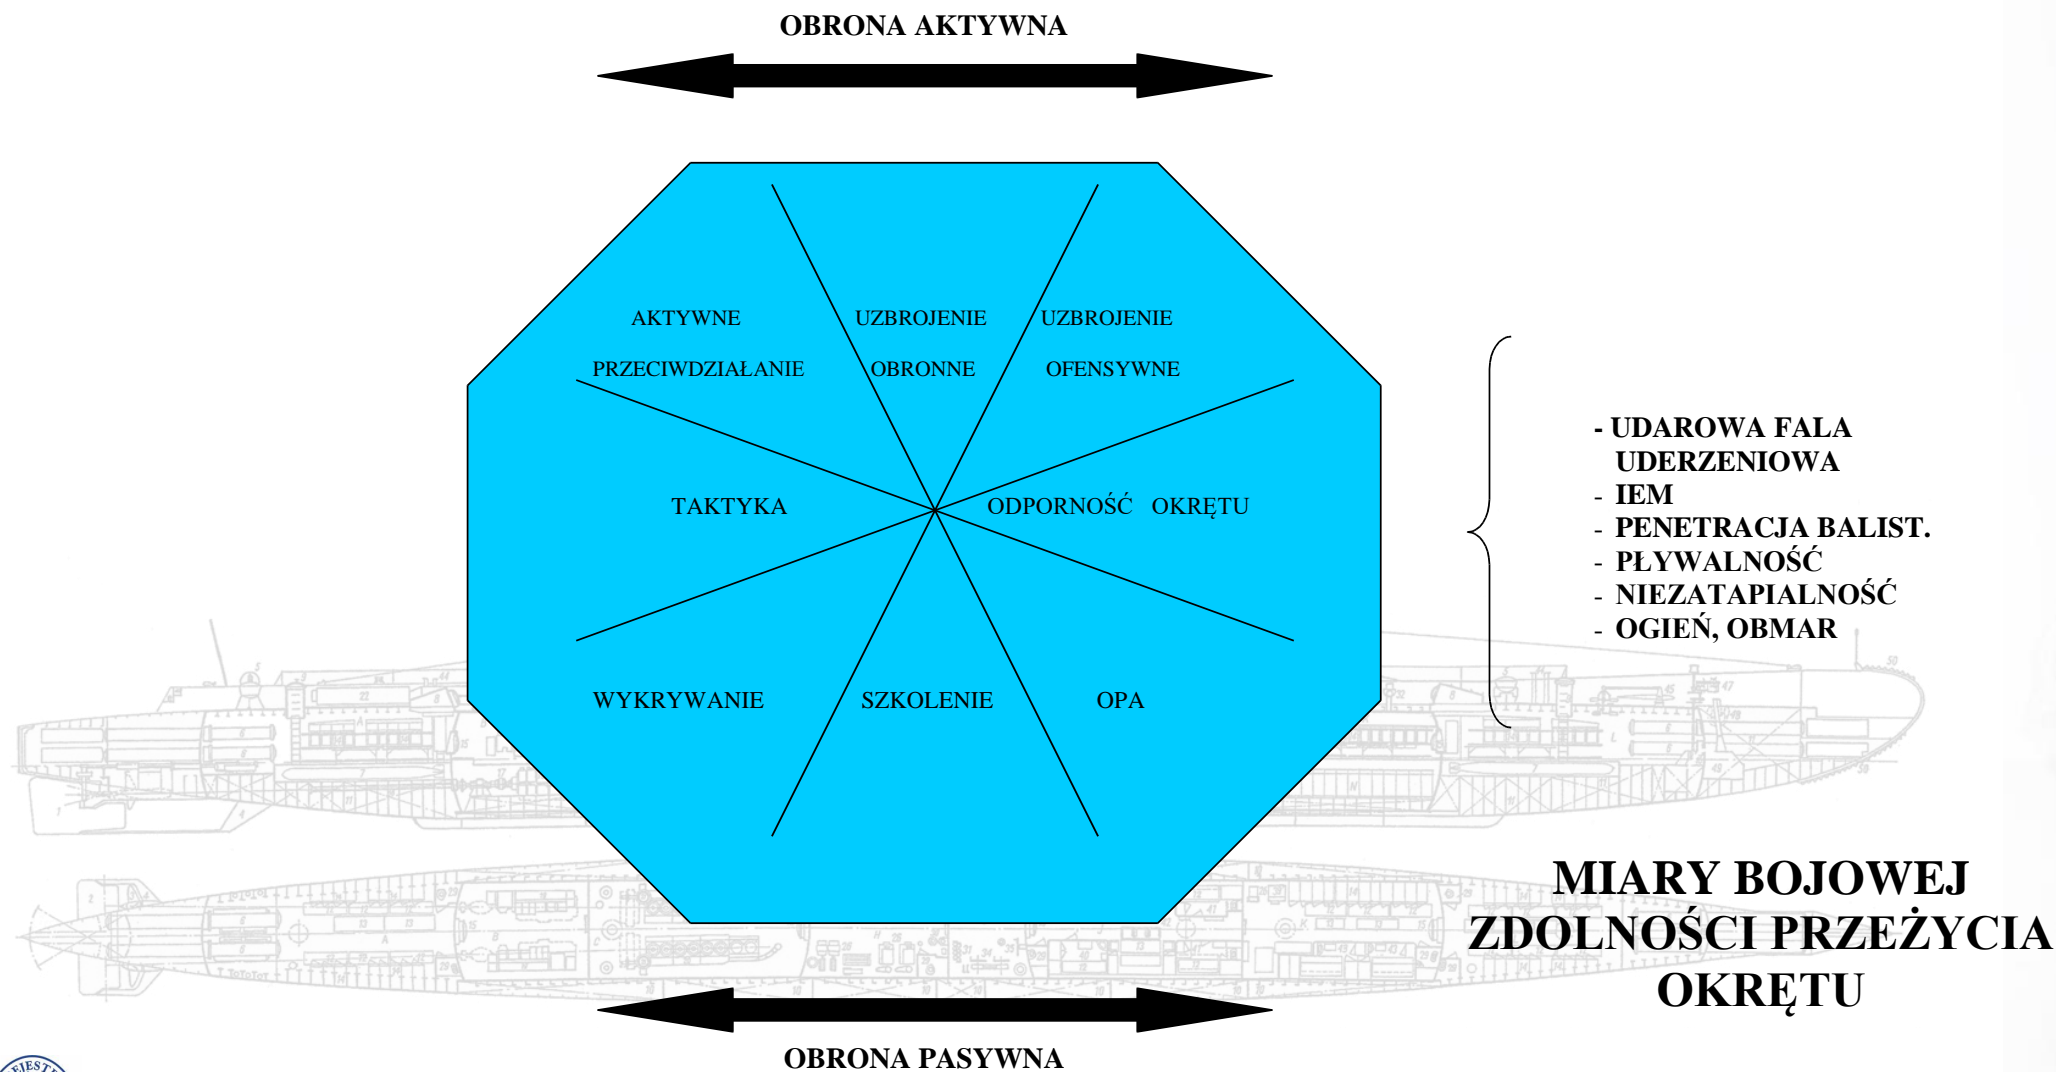 OBRONA AKTYWNA
AKTYWNE
PRZECIWDZIAŁANIE
UZBROJENIE
OBRONNE
UZBROJENIE
OFENSYWNE
TAKTYKA
ODPORNOŚĆ OKRĘTU
WYKRYWANIE
SZKOLENIE
OPA
- UDAROWA FALA
UDERZENIOWA
- IEM
- PENETRACJA BALIST.
- PŁYWALNOŚĆ
- NIEZATAPIALNOŚĆ
- OGIEŃ, OBMAR
MIARY BOJOWEJ
ZDOLNOŚCI PRZEŻYCIA
OKRĘTU
OBRONA PASYWNA